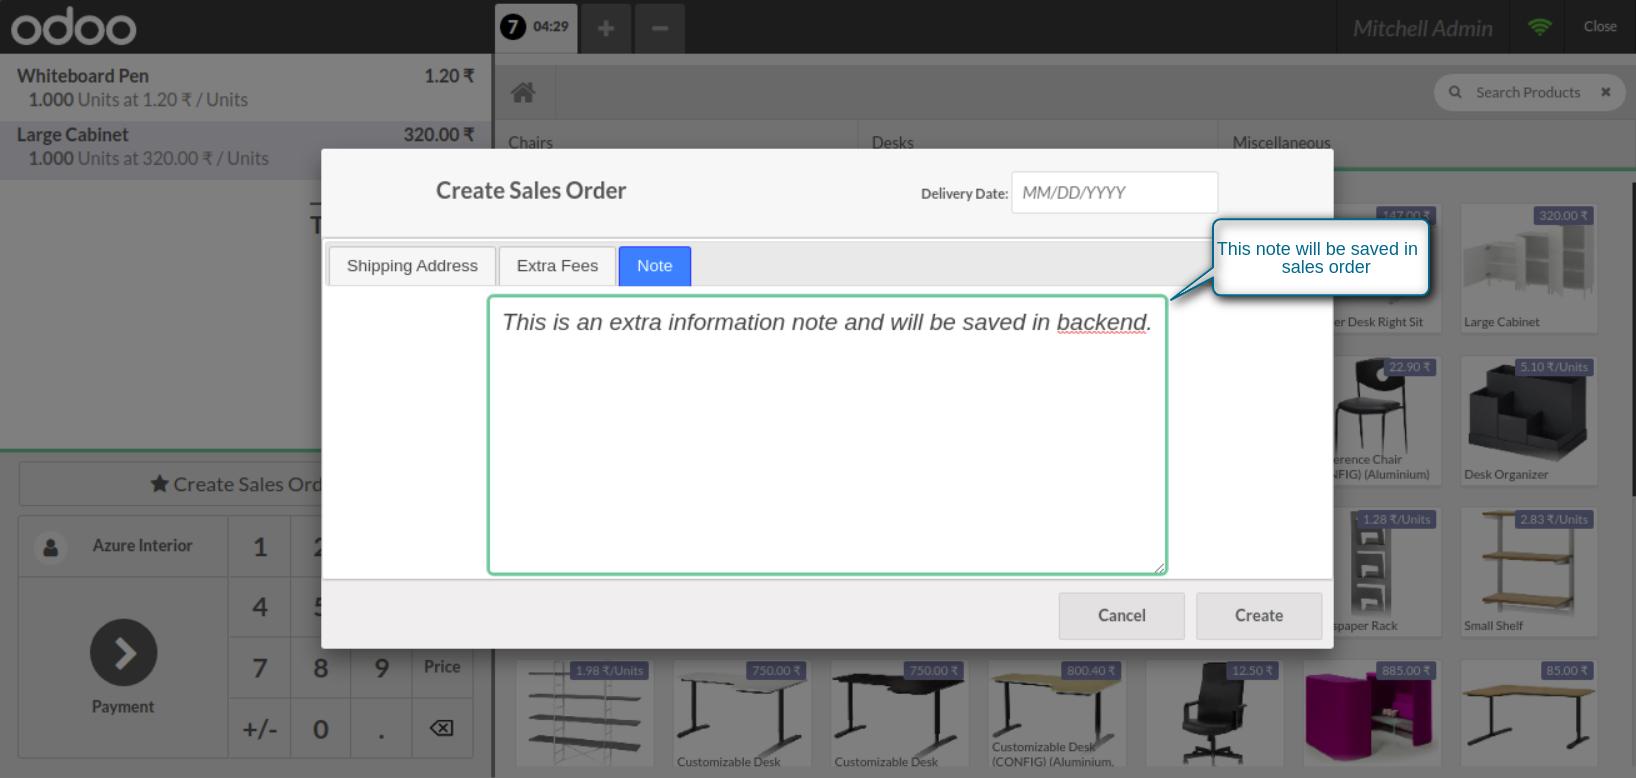 odoo
7 04:29
Mitchell Admin
Close
Whiteboard Pen 1.20 ₹
1.000 Units at 1.20 ₹ / Units
Large Cabinet 320.00 ₹
1.000 Units at 320.00 ₹ / Units
Search Products
Chairs
Desks
Miscellaneous
Create Sales Order
Delivery Date: MM/DD/YYYY
This note will be saved in
sales order
Shipping Address
Extra Fees
Note
This is an extra information note and will be saved in backend.
Cancel
Create
147.00 ₹
er Desk Right Sit
320.00 ₹
Large Cabinet
22.90 ₹
erence Chair
NFIG) (Aluminium)
5.10 ₹/Units
Desk Organizer
1.28 ₹/Units
spaper Rack
2.83 ₹/Units
Small Shelf
1.98 ₹/Units
750.00 ₹
Customizable Desk
750.00 ₹
Customizable Desk
800.40 ₹
Customizable Desk
(CONFIG) (Aluminium,
12.50 ₹
885.00 ₹
85.00 ₹
Create Sales Ord
Azure Interior
Payment
1 2
4 5
7 8 9 Price
+/- 0 .